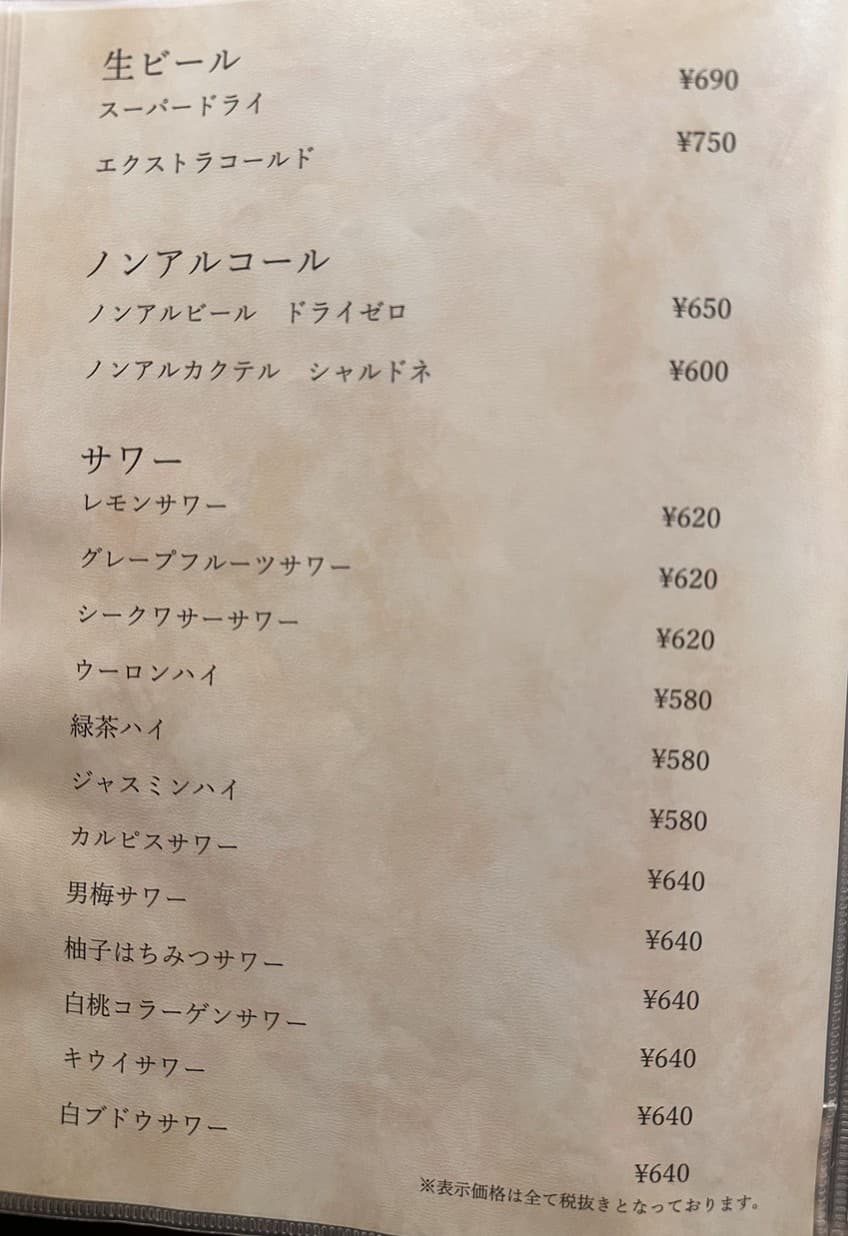 生ビール
スーパードライ ¥690
エクストラコールド ¥750
ノンアルコール
ノンアルビール　ドライゼロ ¥650
ノンアルカクテル　シャルドネ ¥600
サワー
レモンサワー ¥620
グレープフルーツサワー ¥620
シークワサーサワー ¥620
ウーロンハイ ¥580
緑茶ハイ ¥580
ジャスミンハイ ¥580
カルピスサワー ¥640
男梅サワー ¥640
柚子はちみつサワー ¥640
白桃コラーゲンサワー ¥640
キウイサワー ¥640
白ブドウサワー ¥640
※表示価格は全て税抜きとなっております。